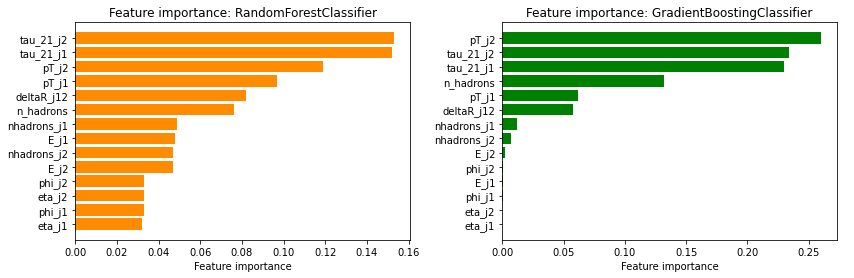 Feature importance: RandomForestClassifier
tau_21_j2
tau_21_j1
pT_j2
pT_j1
deltaR_j12
n_hadrons
nhadrons_j1
E_j1
nhadrons_j2
E_j2
phi_j2
eta_j2
phi_j1
eta_j1
0.00 0.02 0.04 0.06 0.08 0.10 0.12 0.14 0.16
Feature importance
Feature importance: GradientBoostingClassifier
pT_j2
tau_21_j2
tau_21_j1
n_hadrons
pT_j1
deltaR_j12
nhadrons_j1
nhadrons_j2
E_j2
phi_j2
E_j1
phi_j1
eta_j2
eta_j1
0.00 0.05 0.10 0.15 0.20 0.25
Feature importance